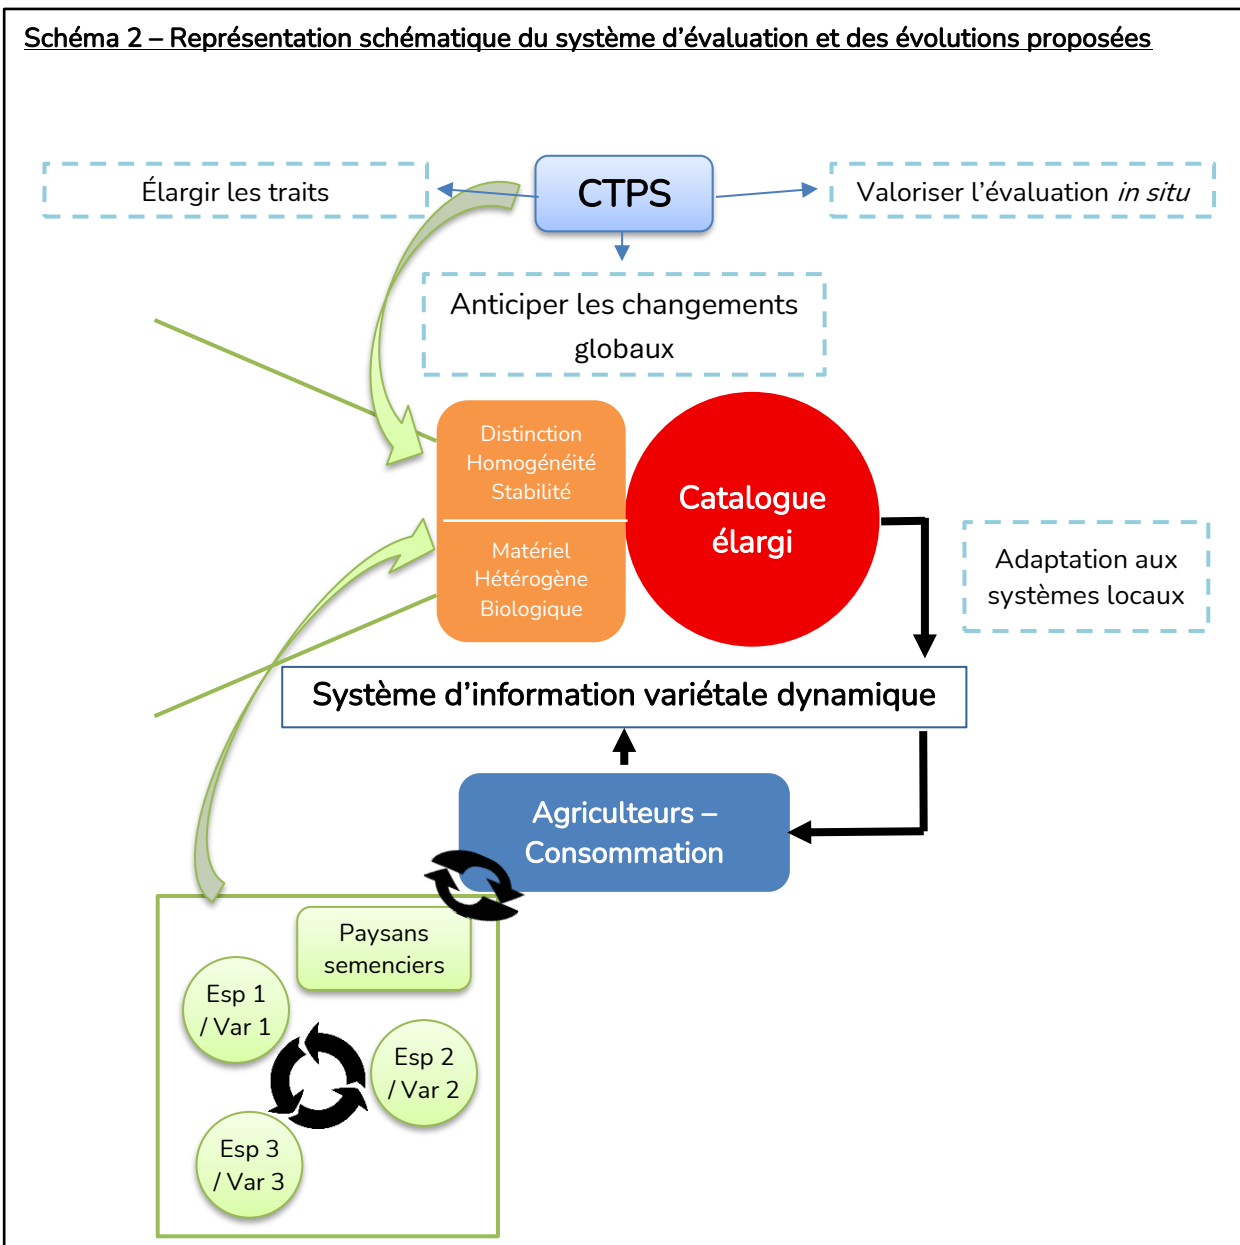 Schéma 2 – Représentation schématique du système d’évaluation et des évolutions proposées
Élargir les traits
CTPS
Valoriser l’évaluation in situ
Anticiper les changements
globaux
Distinction
Homogénéité
Stabilité
Matériel
Hétérogène
Biologique
Catalogue
élargi
Adaptation aux
systèmes locaux
Système d’information variétale dynamique
Agriculteurs –
Consommation
Paysans
semenciers
Esp 1
/ Var 1
Esp 2
/ Var 2
Esp 3
/ Var 3